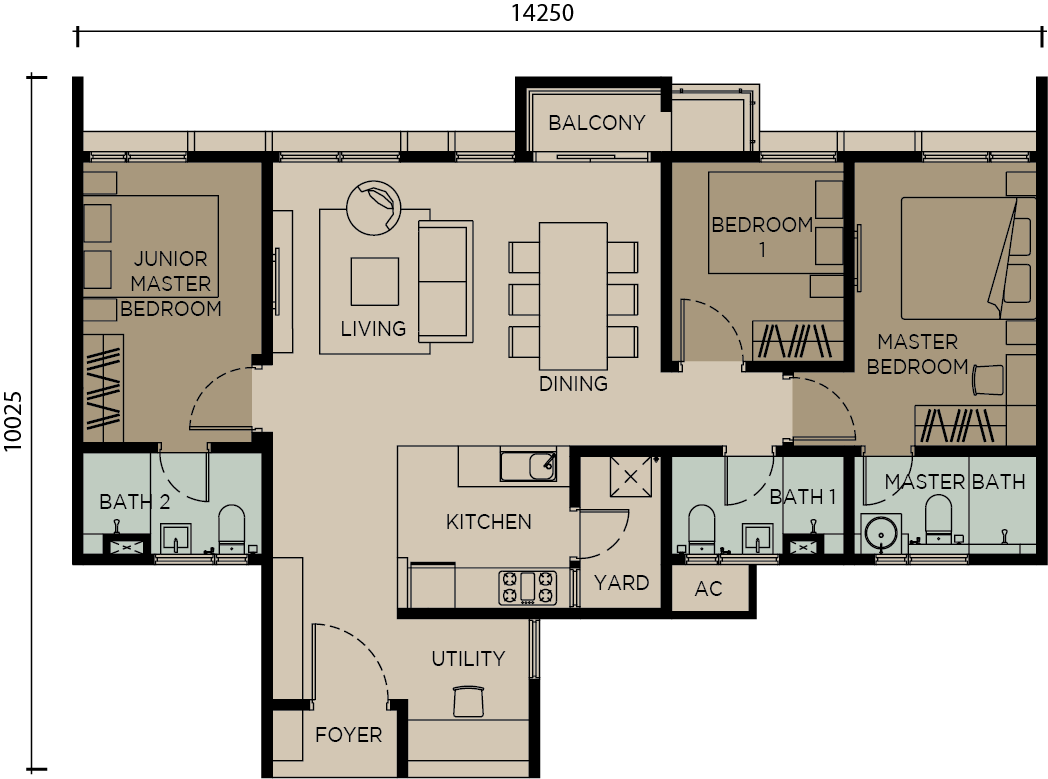 14250
BALCONY
BEDROOM
1
JUNIOR
MASTER
BEDROOM
LIVING
MASTER
BEDROOM
DINING
10025
BATH 2
MASTER BATH
BATH 1
KITCHEN
YARD
AC
UTILITY
FOYER